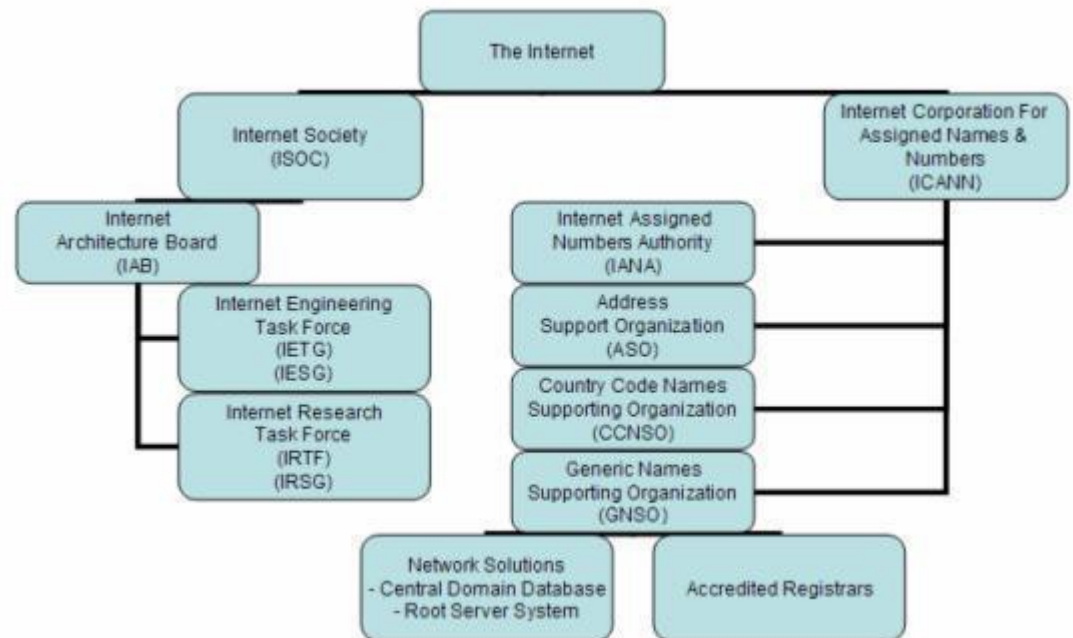 The Internet
Internet Society
(ISOC)
Internet Corporation For
Assigned Names &
Numbers
(ICANN)
Internet
Architecture Board
(IAB)
Internet Engineering
Task Force
(IETG)
(IESG)
Internet Research
Task Force
(IRTF)
(IRSG)
Internet Assigned
Numbers Authority
(IANA)
Address
Support Organization
(ASO)
Country Code Names
Supporting Organization
(CCNSO)
Generic Names
Supporting Organization
(GNSO)
Network Solutions
- Central Domain Database
- Root Server System
Accredited Registrars